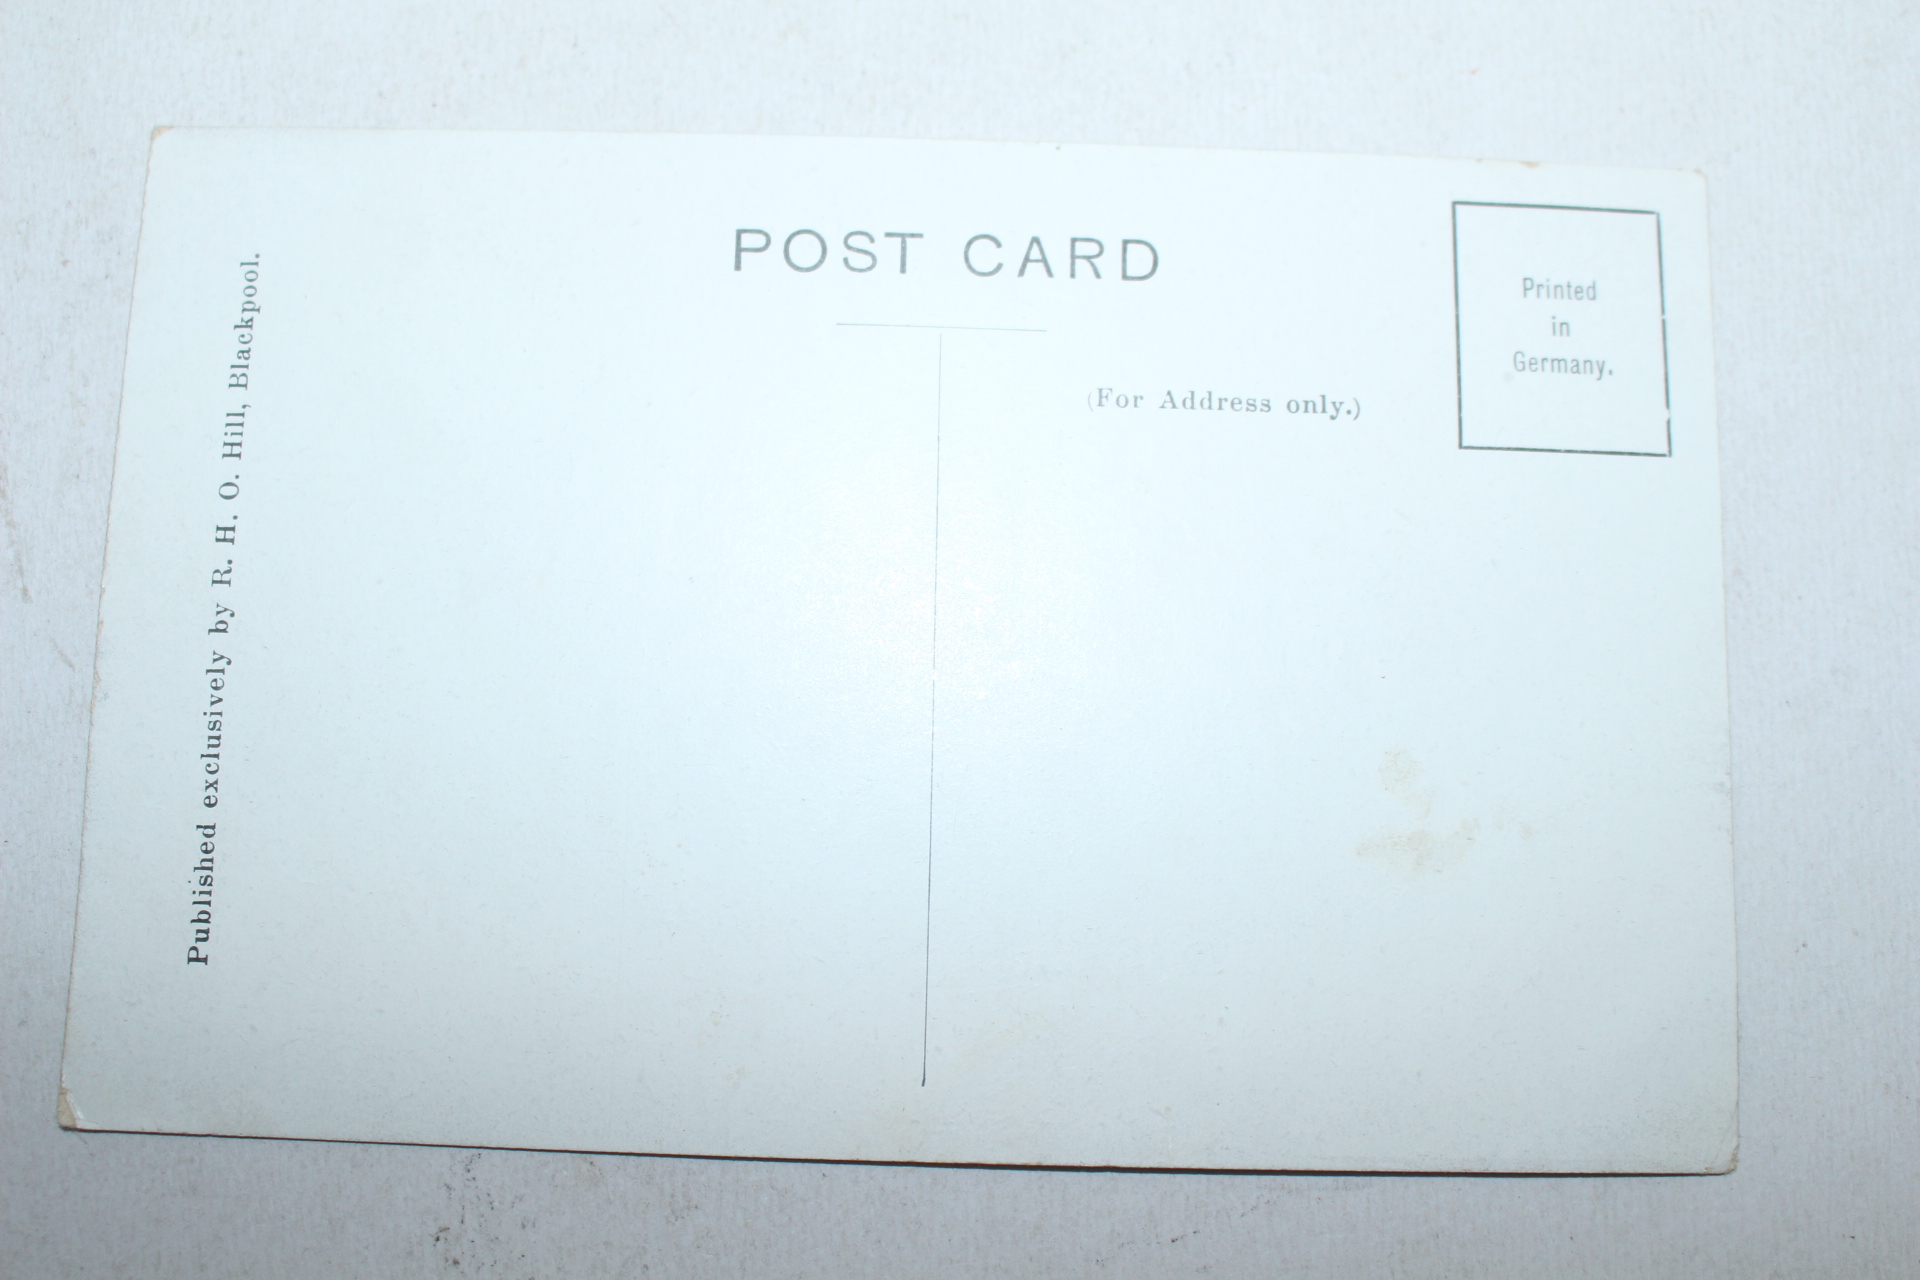 POST CARD
Printed
in
Germany.
(For Address only.)
Published exclusively by R. H. O. Hill, Blackpool.